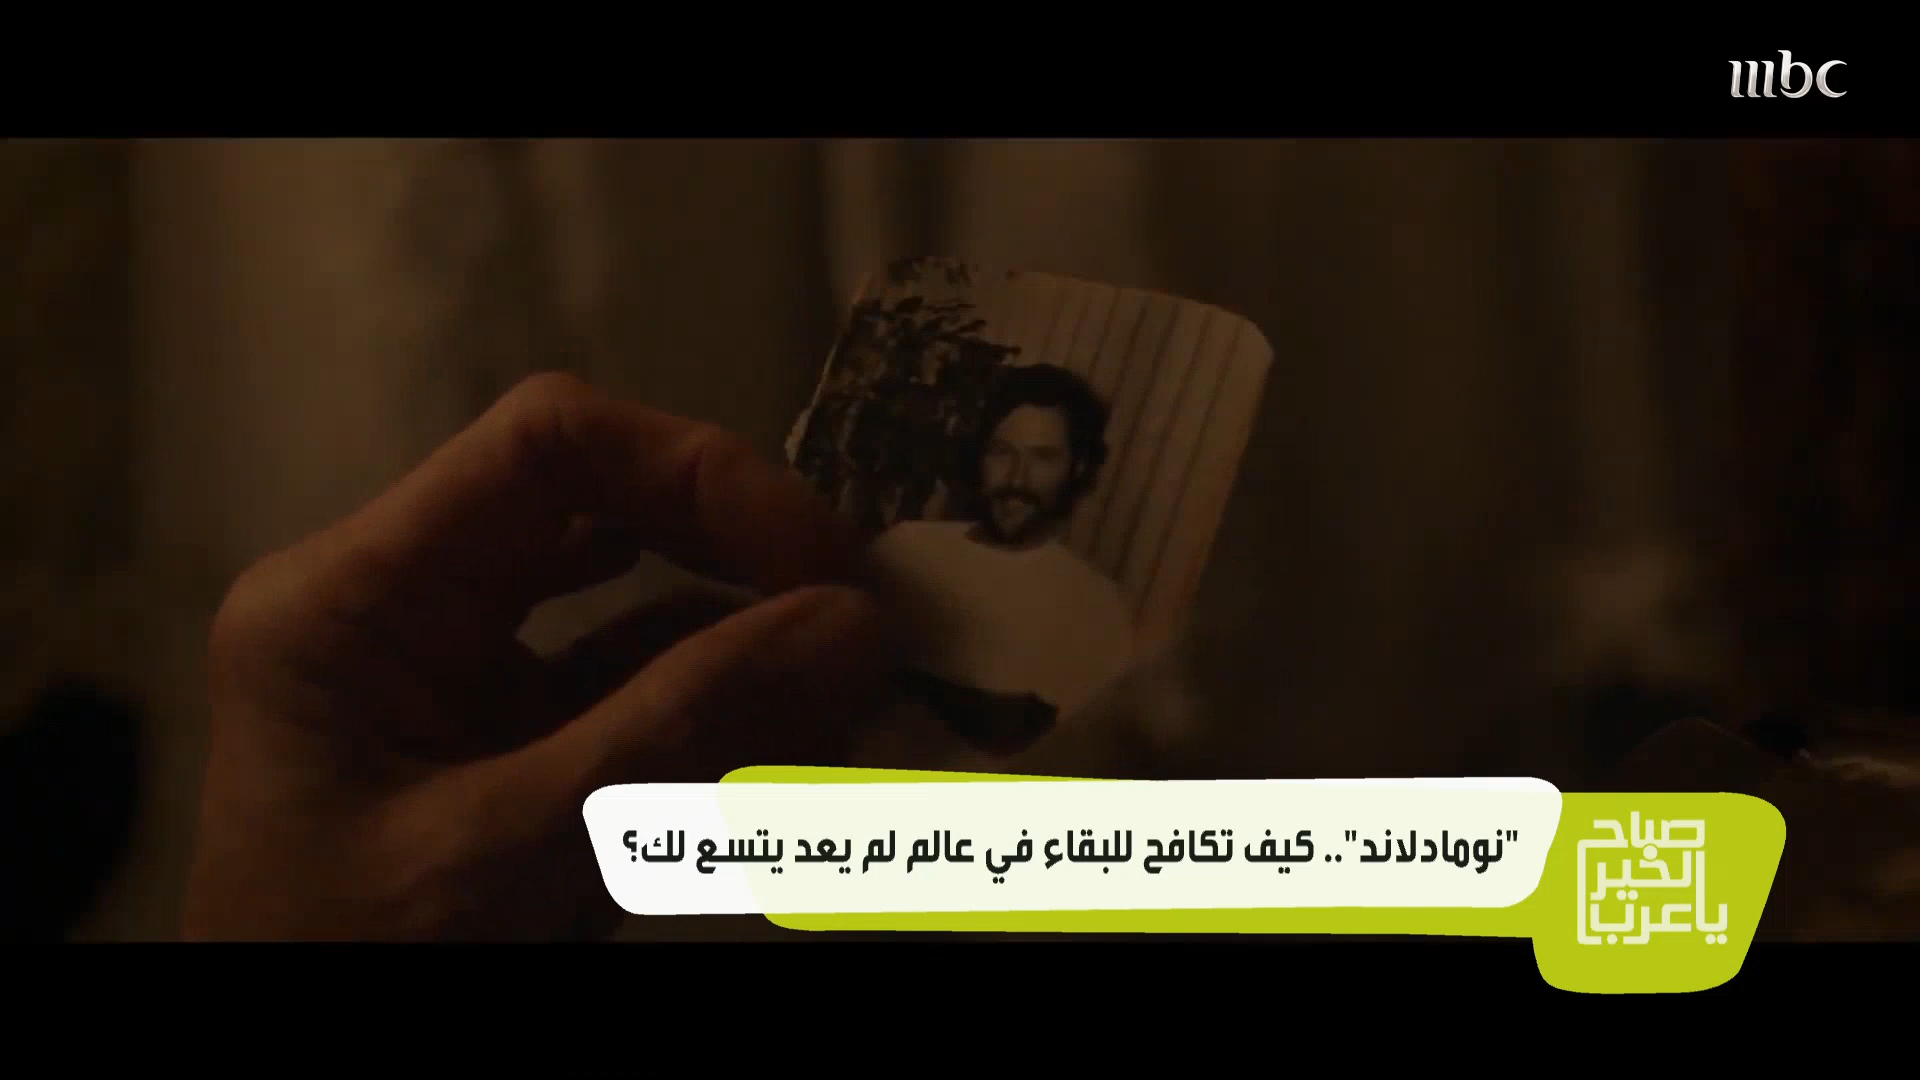 mbc
"نومادلاند".. كيف تكافح للبقاء في عالم لم يعد يتسع لك؟
صباح
الخير
ياعرب